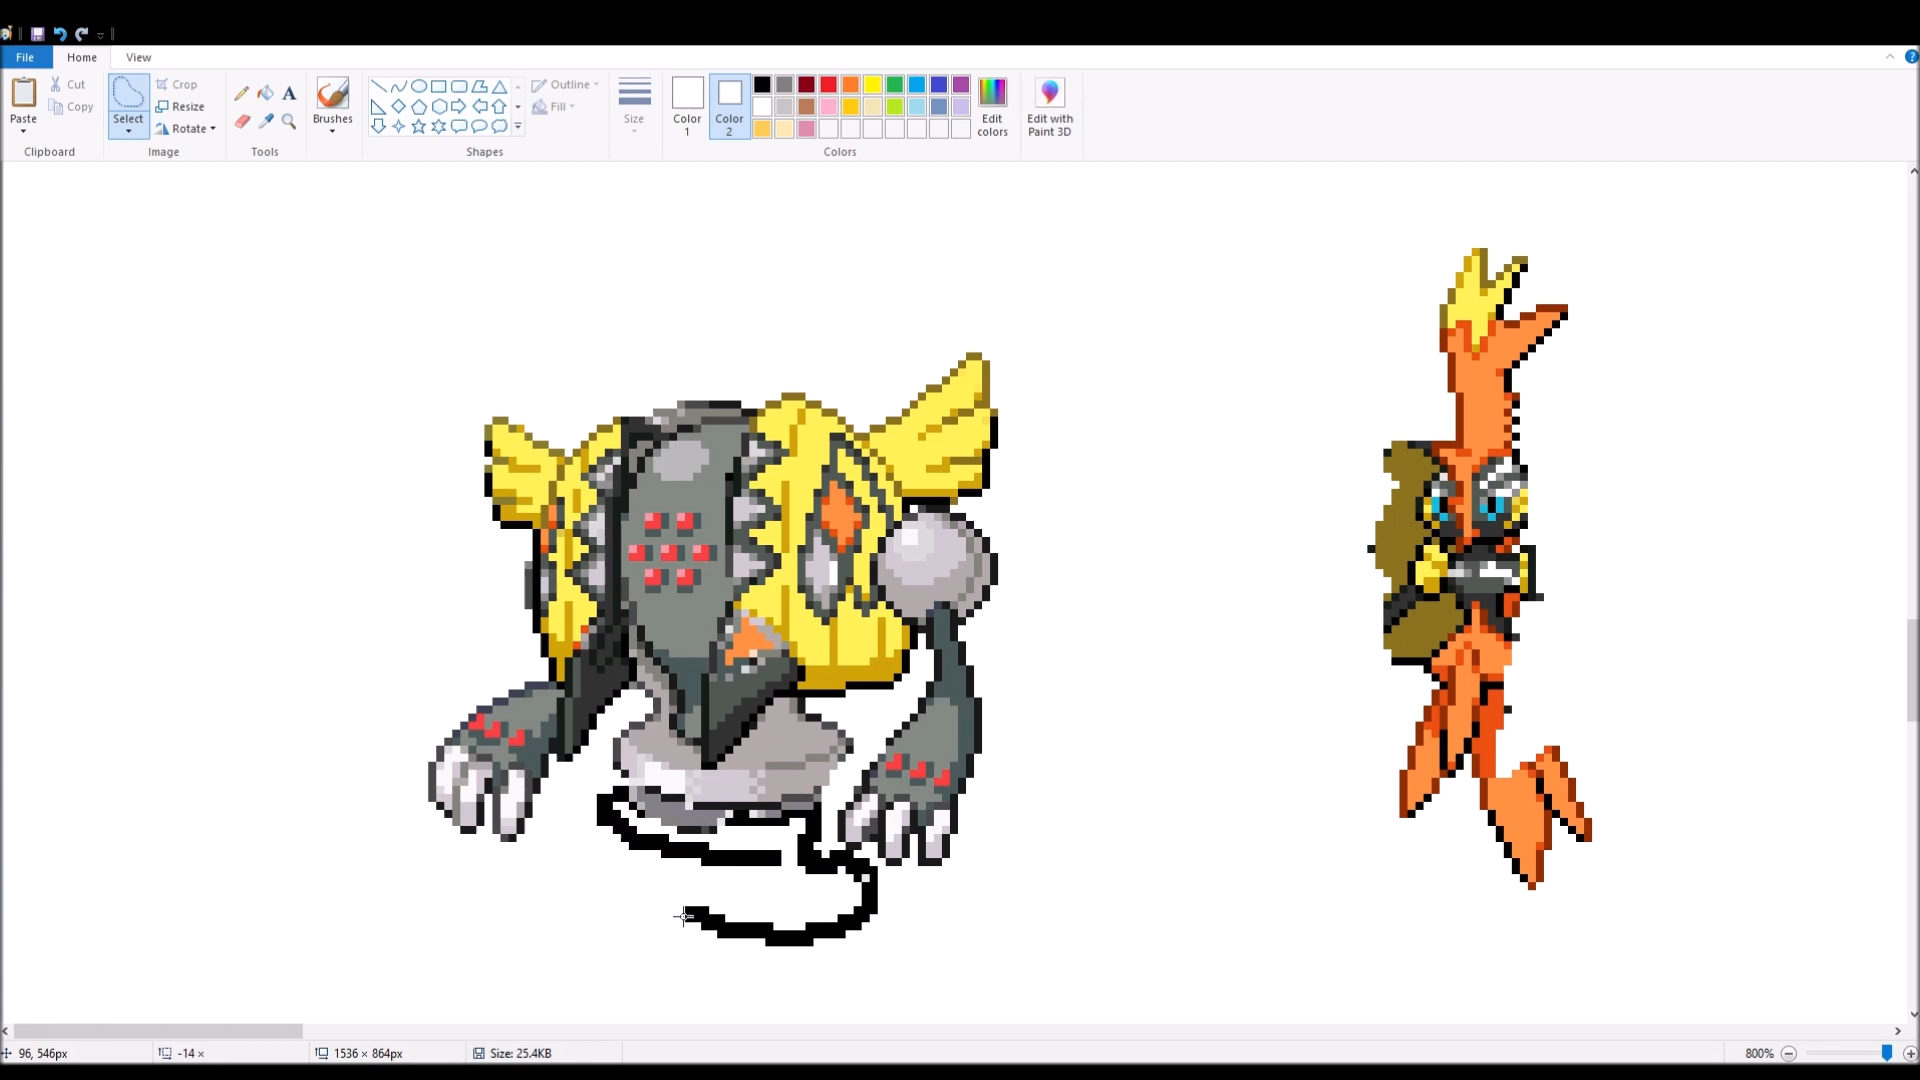 File Home View
Paste
Cut
Copy
Clipboard
Select
Crop
Resize
Rotate
Image
A
Tools
Brushes
Shapes
Outline
Fill
Size
Color
1
Color
2
Colors
Edit
colors
Edit with
Paint 3D
96, 546px -14 × 1536 × 864px Size: 25.4KB 800%